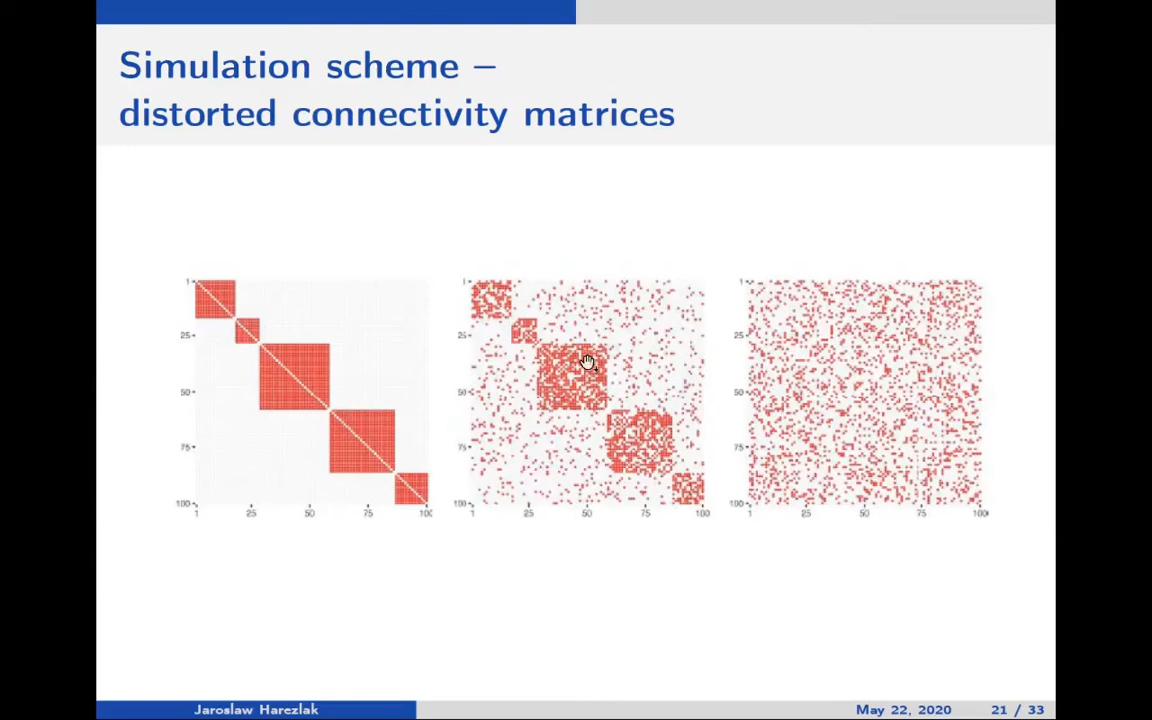 Simulation scheme –
distorted connectivity matrices
1
25
50
75
100
1 25 50 75 100
1
25
50
75
100
1 25 50 75 100
1
25
50
75
100
1 25 50 75 100
Jaroslaw Harezlak May 22, 2020 21 / 33